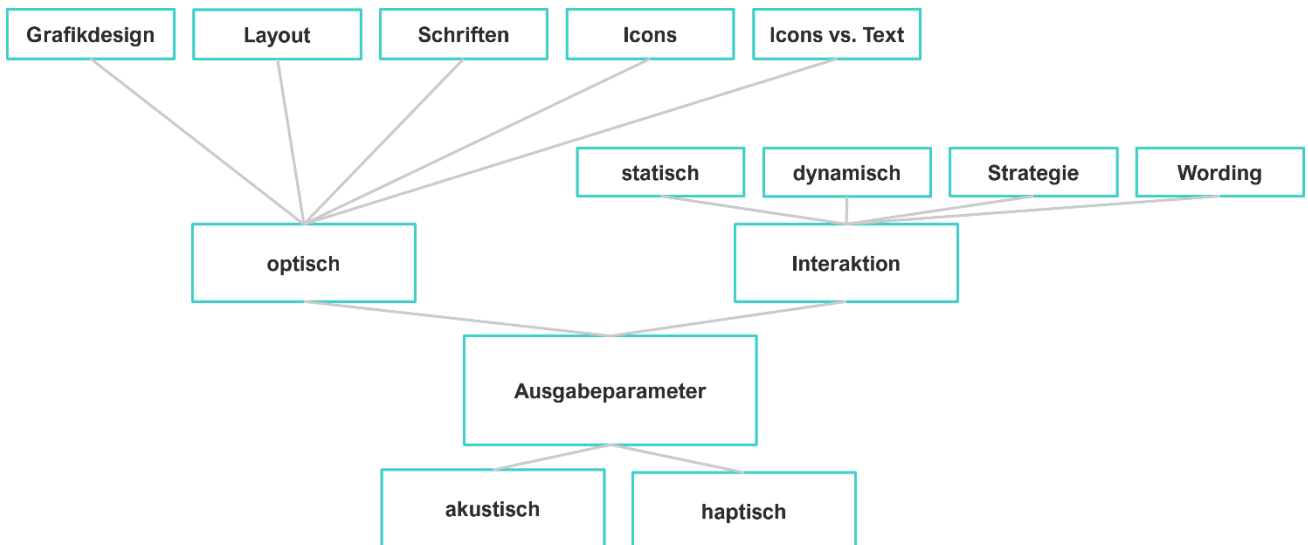 Grafikdesign
Layout
Schriften
Icons
Icons vs. Text
statisch
dynamisch
Strategie
Wording
optisch
Interaktion
Ausgabeparameter
akustisch
haptisch